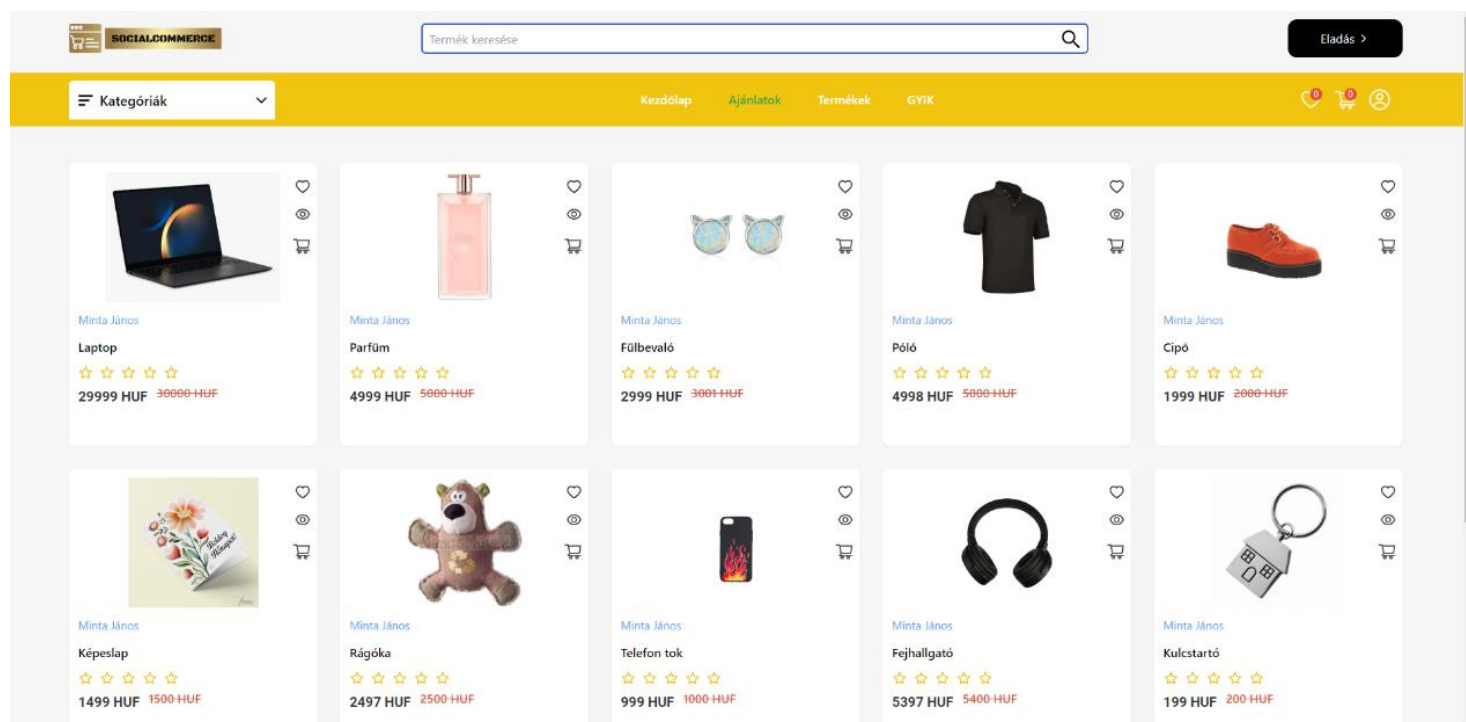 SOCIALCOMMERCE
Termék keresése
Eladás >
Kategóriák
Kezdőlap Ajánlatok Termékek GYIK
0 0
Minta János Minta János Minta János Minta János Minta János
Laptop Parfüm Fülbevaló Póló Cipő
29999 HUF 30000 HUF 4999 HUF 5000 HUF 2999 HUF 3001 HUF 4998 HUF 5000 HUF 1999 HUF 2000 HUF
Boldog
Nőnapot!
Minta János Minta János Minta János Minta János Minta János
Képeslap Rágóka Telefon tok Fejhallgató Kulcstartó
1499 HUF 1500 HUF 2497 HUF 2500 HUF 999 HUF 1000 HUF 5397 HUF 5400 HUF 199 HUF 200 HUF